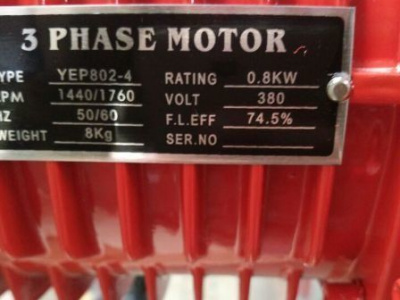 3 PHASE MOTOR
YPE YEP802-4 RATING 0.8KW
PM 1440/1760 VOLT 380
HZ 50/60 F.L.EFF 74.5%
WEIGHT 8Kg SER.NO